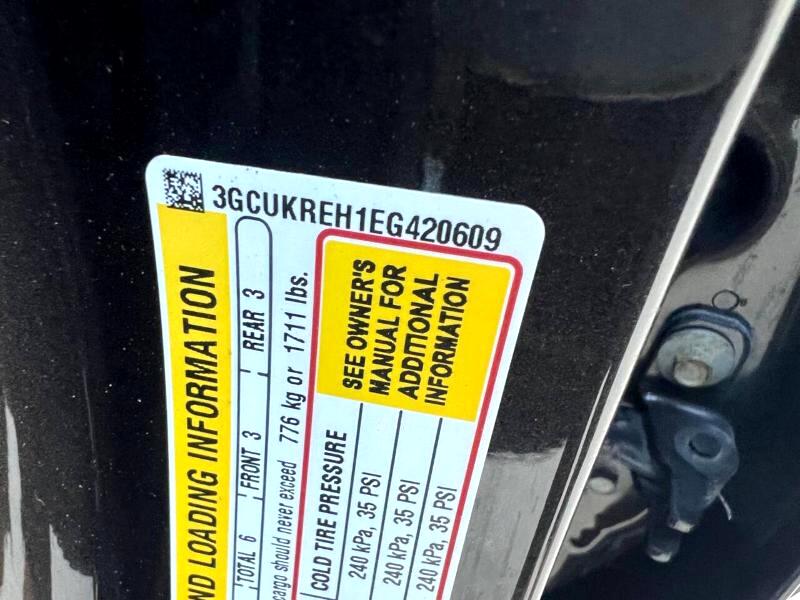 3GCUKREH1EG420609
ND LOADING INFORMATION
TOTAL 6 FRONT 3 REAR 3
cargo should never exceed 776 kg or 1711 lbs.
COLD TIRE PRESSURE
240 kPa, 35 PSI
240 kPa, 35 PSI
240 kPa, 35 PSI
SEE OWNER'S
MANUAL FOR
ADDITIONAL
INFORMATION